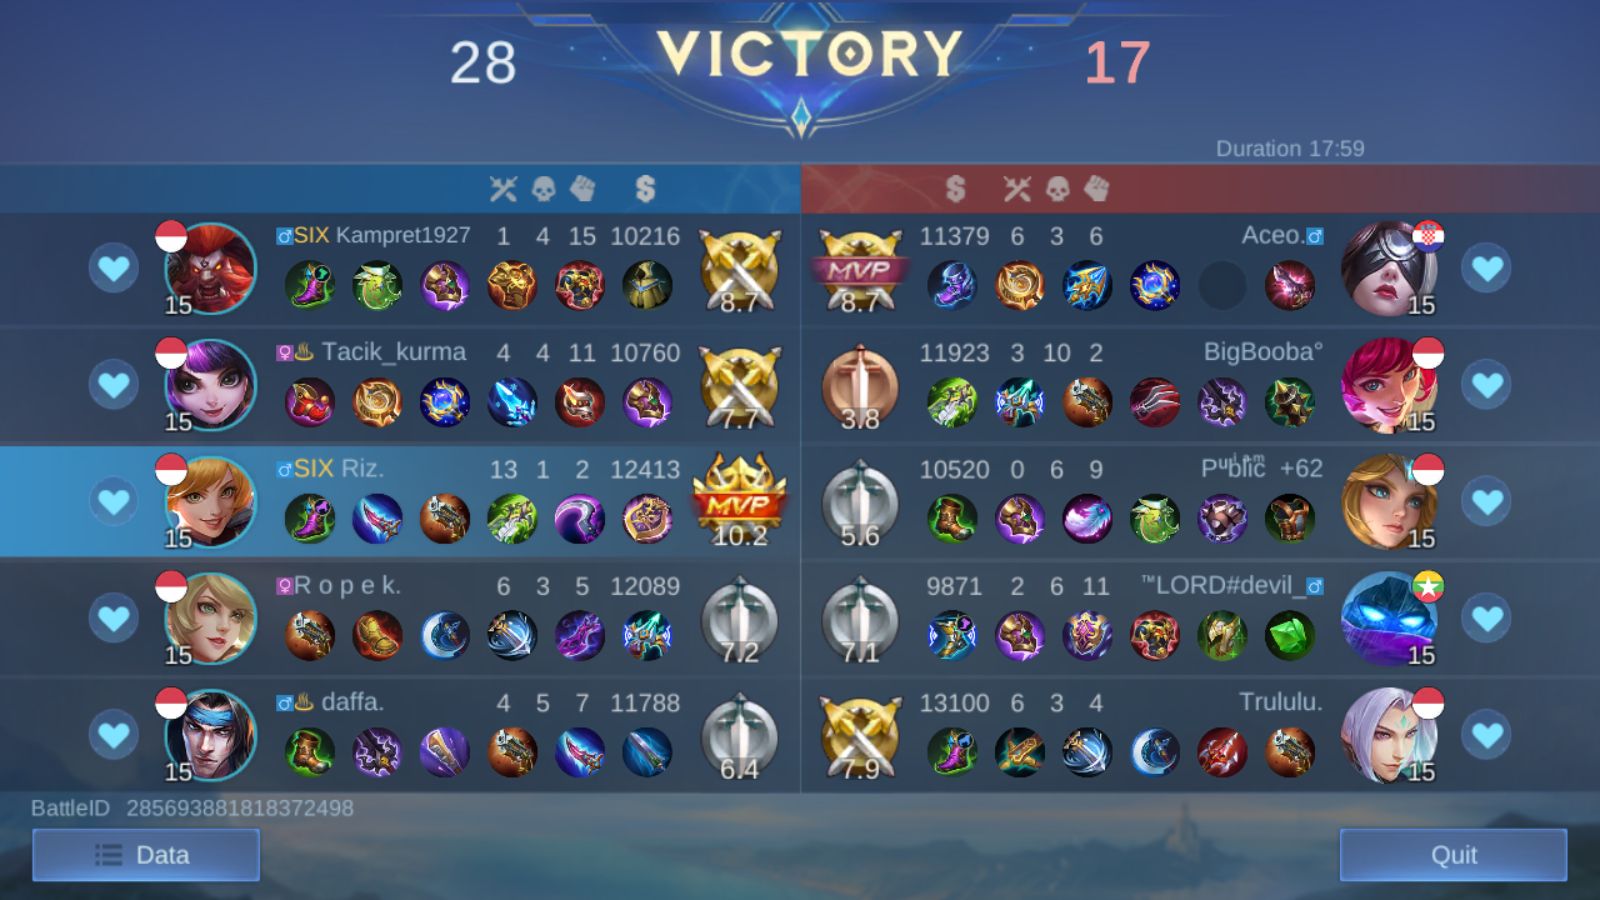 28 VICTORY 17
Duration 17:59
SIX Kampret1927 1 4 15 10216 8.7
15
MVP 8.7 11379 6 3 6 Aceo.
15
Tacik_kurma 4 4 11 10760 7.7
15
3.8 11923 3 10 2 BigBooba°
15
SIX Riz. 13 1 2 12413 MVP 10.2
15
5.6 10520 0 6 9 +62
15
R o p e k. 6 3 5 12089 7.2
15
7.1 9871 2 6 11 ™LORD#devil_
15
daffa. 4 5 7 11788 6.4
15
7.9 13100 6 3 4 Trululu.
15
BattleID 285693881818372498
Data
Quit